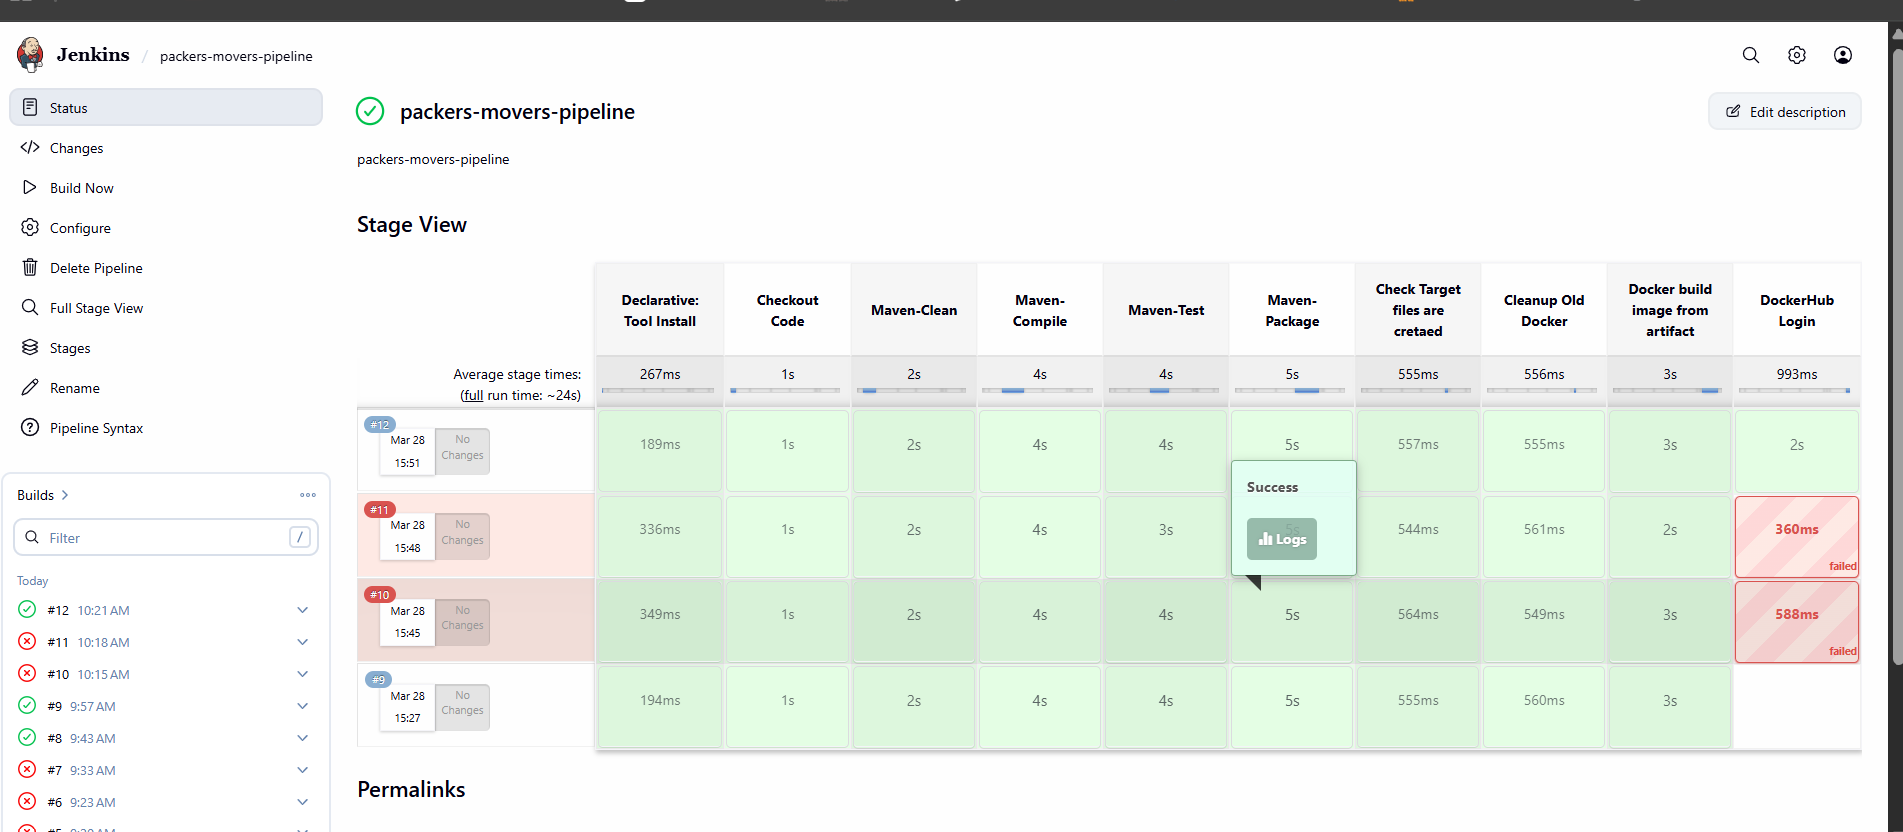 Jenkins / packers-movers-pipeline
Status
Changes
Build Now
Configure
Delete Pipeline
Full Stage View
Stages
Rename
Pipeline Syntax
Builds
Filter /
Today
#12 10:21 AM
#11 10:18 AM
#10 10:15 AM
#9 9:57 AM
#8 9:43 AM
#7 9:33 AM
#6 9:23 AM
packers-movers-pipeline
Edit description
packers-movers-pipeline
Stage View
Declarative: Tool Install
Checkout Code
Maven-Clean
Maven-Compile
Maven-Test
Maven-Package
Check Target files are cretaed
Cleanup Old Docker
Docker build image from artifact
DockerHub Login
Average stage times:
(full run time: ~24s)
267ms 1s 2s 4s 4s 5s 555ms 556ms 3s 993ms
#12
Mar 28
15:51
No Changes
189ms 1s 2s 4s 4s 5s 557ms 555ms 3s 2s
Success
Logs
#11
Mar 28
15:48
No Changes
336ms 1s 2s 4s 3s 5s 544ms 561ms 2s 360ms
failed
#10
Mar 28
15:45
No Changes
349ms 1s 2s 4s 4s 5s 564ms 549ms 3s 588ms
failed
#9
Mar 28
15:27
No Changes
194ms 1s 2s 4s 4s 5s 555ms 560ms 3s
Permalinks